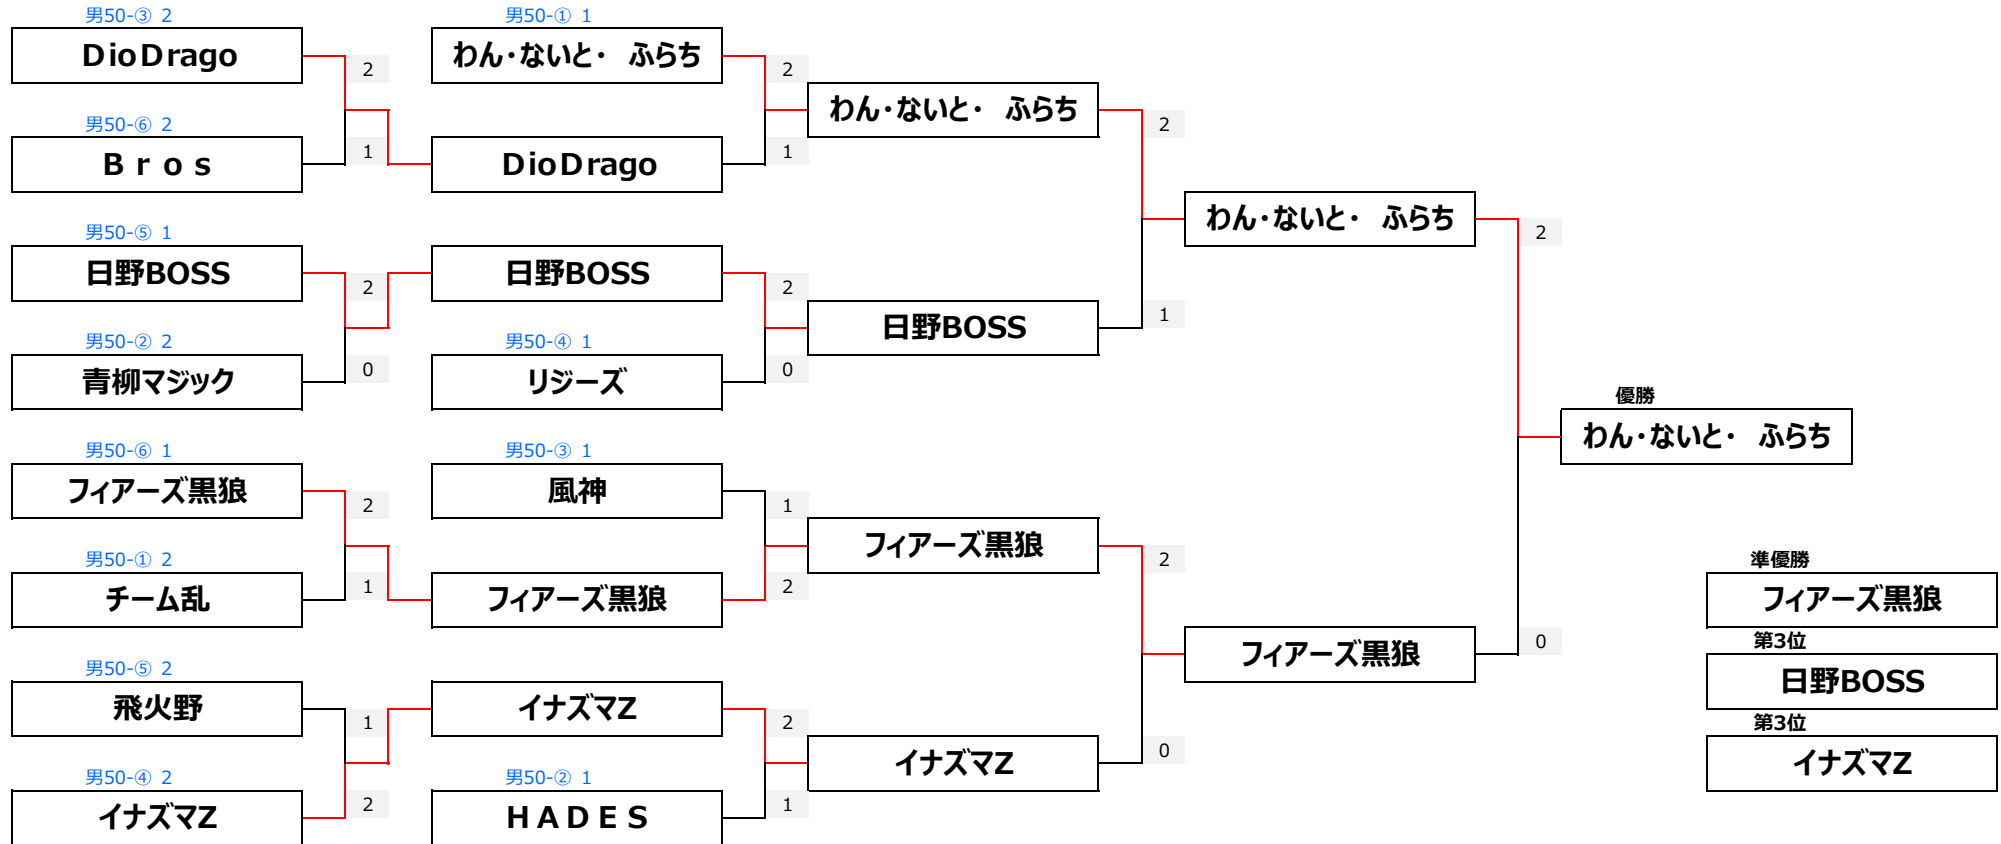 男50-③ 2
DioDrago
男50-⑥ 2
Bros
男50-⑤ 1
日野BOSS
男50-② 2
青柳マジック
男50-⑥ 1
フィアーズ黒狼
男50-① 2
チーム乱
男50-⑤ 2
飛火野
男50-④ 2
イナズマZ
2
1
2
0
2
1
1
2
男50-① 1
わん・ないと・ ふらち
DioDrago
日野BOSS
男50-④ 1
リジーズ
男50-③ 1
風神
フィアーズ黒狼
イナズマZ
男50-② 1
HADES
2
1
2
0
1
2
2
1
わん・ないと・ ふらち
日野BOSS
フィアーズ黒狼
イナズマZ
2
1
2
0
わん・ないと・ ふらち
フィアーズ黒狼
2
0
優勝
わん・ないと・ ふらち
準優勝
フィアーズ黒狼
第3位
日野BOSS
第3位
イナズマZ